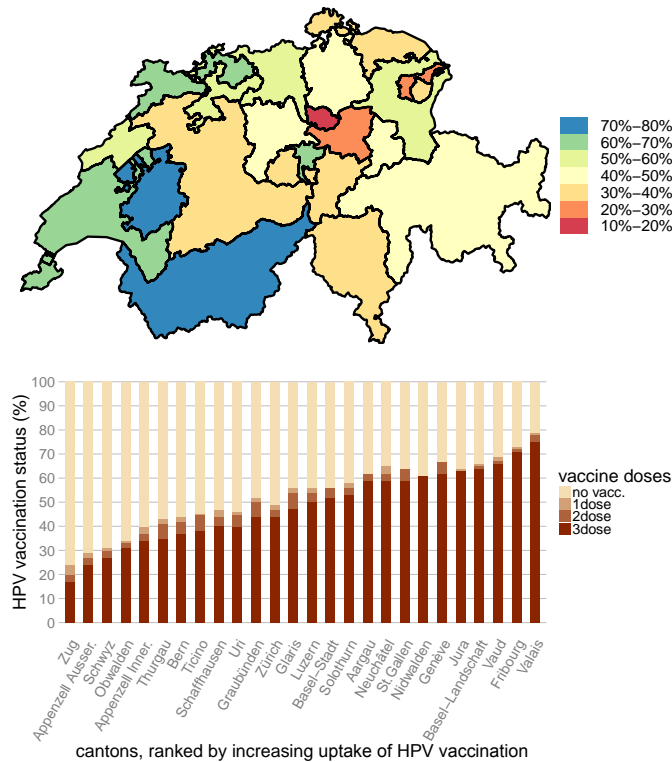 70%−80%
60%−70%
50%−60%
40%−50%
30%−40%
20%−30%
10%−20%
HPV vaccination status (%)
100
90
80
70
60
50
40
30
20
10
0
vaccine doses
no vacc.
1dose
2dose
3dose
Zug
Appenzell Ausser.
Schwyz
Obwalden
Appenzell Inner.
Thurgau
Bern
Ticino
Schaffhausen
Uri
Graubünden
Zürich
Glaris
Luzern
Basel−Stadt
Solothurn
Aargau
Neuchâtel
St. Gallen
Nidwalden
Genève
Jura
Basel−Landschaft
Vaud
Fribourg
Valais
cantons, ranked by increasing uptake of HPV vaccination